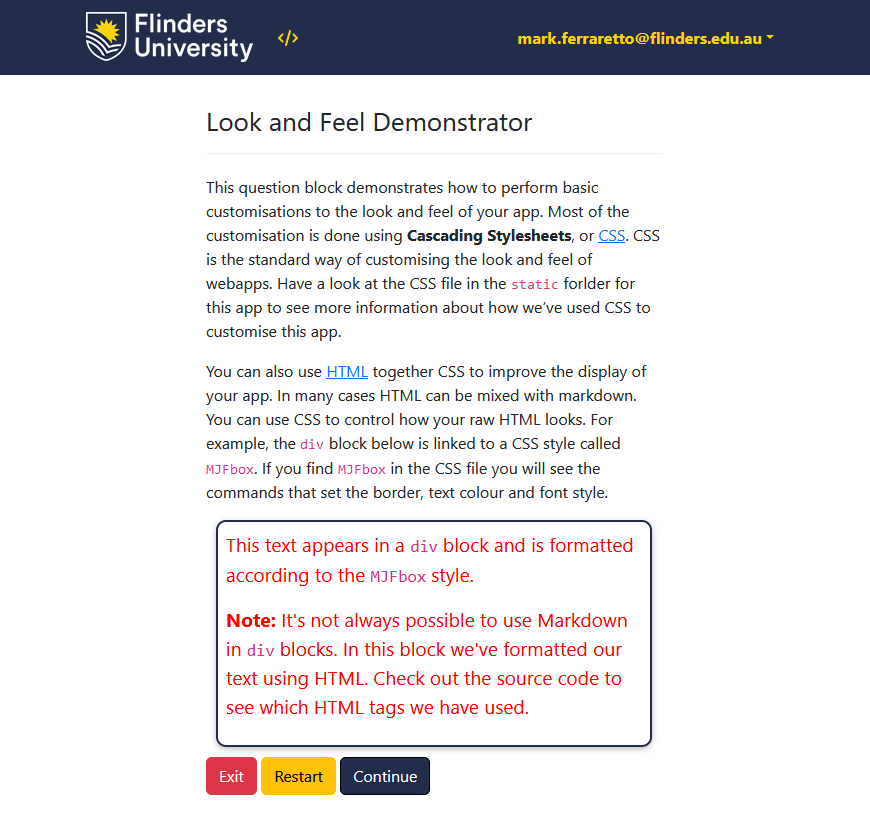 Flinders
University
</>
mark.ferraretto@flinders.edu.au
Look and Feel Demonstrator
This question block demonstrates how to perform basic
customisations to the look and feel of your app. Most of the
customisation is done using Cascading Stylesheets, or CSS. CSS
is the standard way of customising the look and feel of
webapps. Have a look at the CSS file in the static forlder for
this app to see more information about how we've used CSS to
customise this app.
You can also use HTML together CSS to improve the display of
your app. In many cases HTML can be mixed with markdown.
You can use CSS to control how your raw HTML looks. For
example, the div block below is linked to a CSS style called
MJFbox. If you find MJFbox in the CSS file you will see the
commands that set the border, text colour and font style.
This text appears in a div block and is formatted
according to the MJFbox style.
Note: It's not always possible to use Markdown
in div blocks. In this block we've formatted our
text using HTML. Check out the source code to
see which HTML tags we have used.
Exit Restart Continue